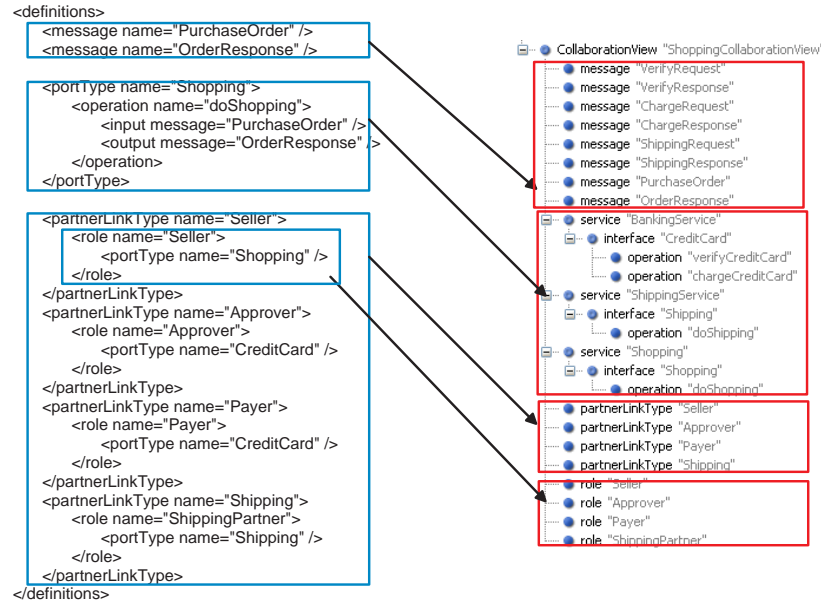 <definitions>
<message name="PurchaseOrder" />
<message name="OrderResponse" />
<portType name="Shopping">
<operation name="doShopping">
<input message="PurchaseOrder" />
<output message="OrderResponse" />
</operation>
</portType>
<partnerLinkType name="Seller">
<role name="Seller">
<portType name="Shopping" />
</role>
</partnerLinkType>
<partnerLinkType name="Approver">
<role name="Approver">
<portType name="CreditCard" />
</role>
</partnerLinkType>
<partnerLinkType name="Payer">
<role name="Payer">
<portType name="CreditCard" />
</role>
</partnerLinkType>
<partnerLinkType name="Shipping">
<role name="ShippingPartner">
<portType name="Shipping" />
</role>
</partnerLinkType>
</definitions>
CollaborationView "ShoppingCollaborationView"
message "VerifyRequest"
message "VerifyResponse"
message "ChargeRequest"
message "ChargeResponse"
message "ShippingRequest"
message "ShippingResponse"
message "PurchaseOrder"
message "OrderResponse"
service "BankingService"
interface "CreditCard"
operation "verifyCreditCard"
operation "chargeCreditCard"
service "ShippingService"
interface "Shipping"
operation "doShipping"
service "Shopping"
interface "Shopping"
operation "doShopping"
partnerLinkType "Seller"
partnerLinkType "Approver"
partnerLinkType "Payer"
partnerLinkType "Shipping"
role "Seller"
role "Approver"
role "Payer"
role "ShippingPartner"